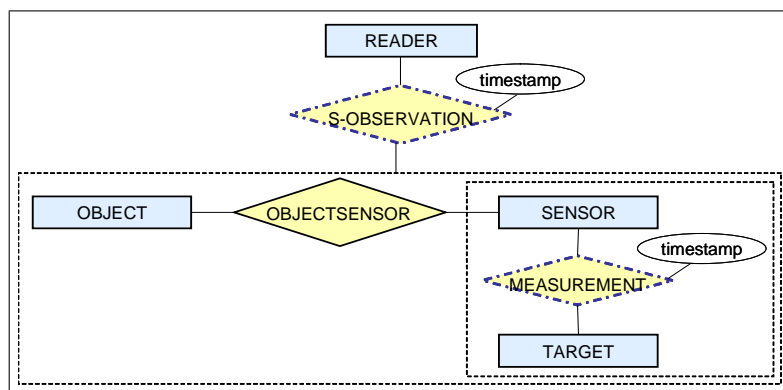 READER
timestamp
S-OBSERVATION
OBJECT
OBJECTSENSOR
SENSOR
timestamp
MEASUREMENT
TARGET